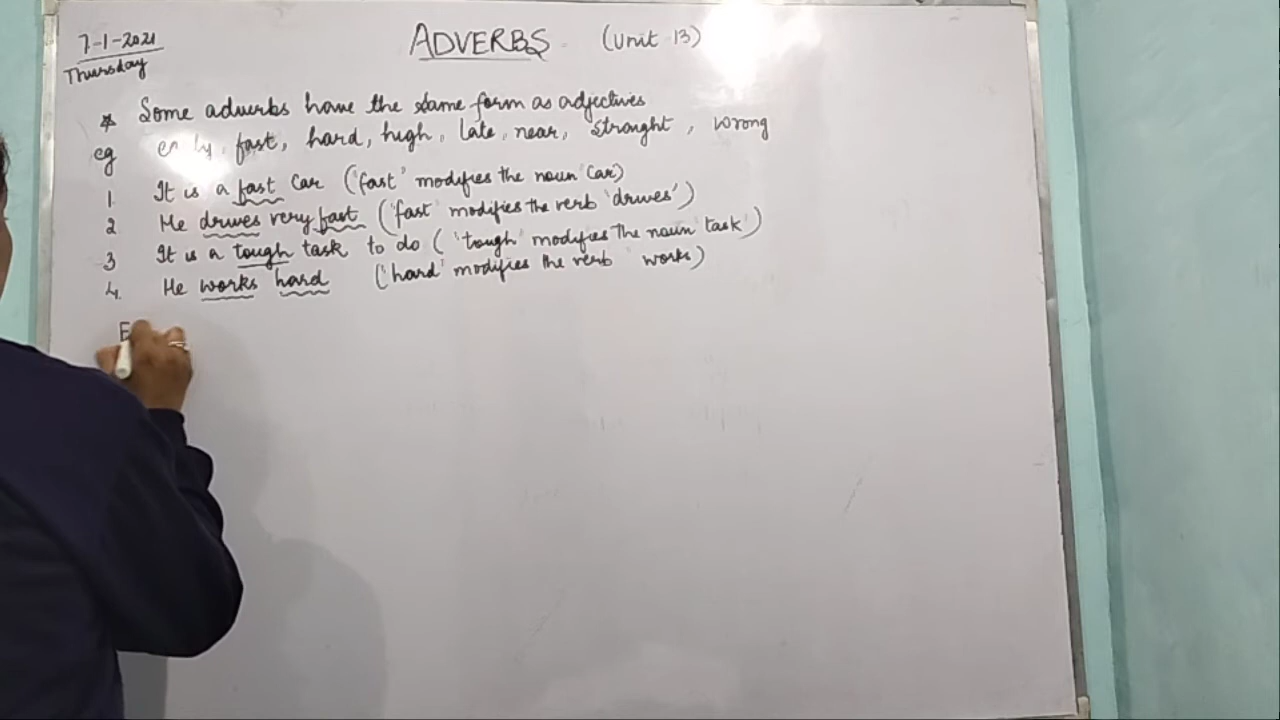 7-1-2021
Thursday
ADVERBS (Unit 13)
* Some adverbs have the same form as adjectives
eg early, fast, hard, high, late, near, straight, wrong
1. It is a fast car ('fast' modifies the noun 'car)
2 He drives very fast ('fast' modifies the verb 'drives')
3 It is a tough task to do ('tough' modifies the noun 'task')
4. He works hard ('hard' modifies the verb 'works)
E